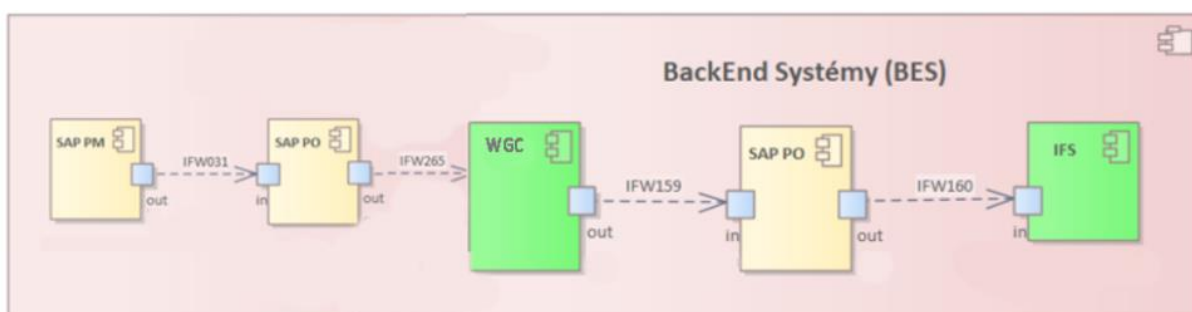 BackEnd Systémy (BES)
SAP PM
out
IFW031
in
SAP PO
out
IFW265
WGC
out
IFW159
in
SAP PO
out
IFW160
in
IFS